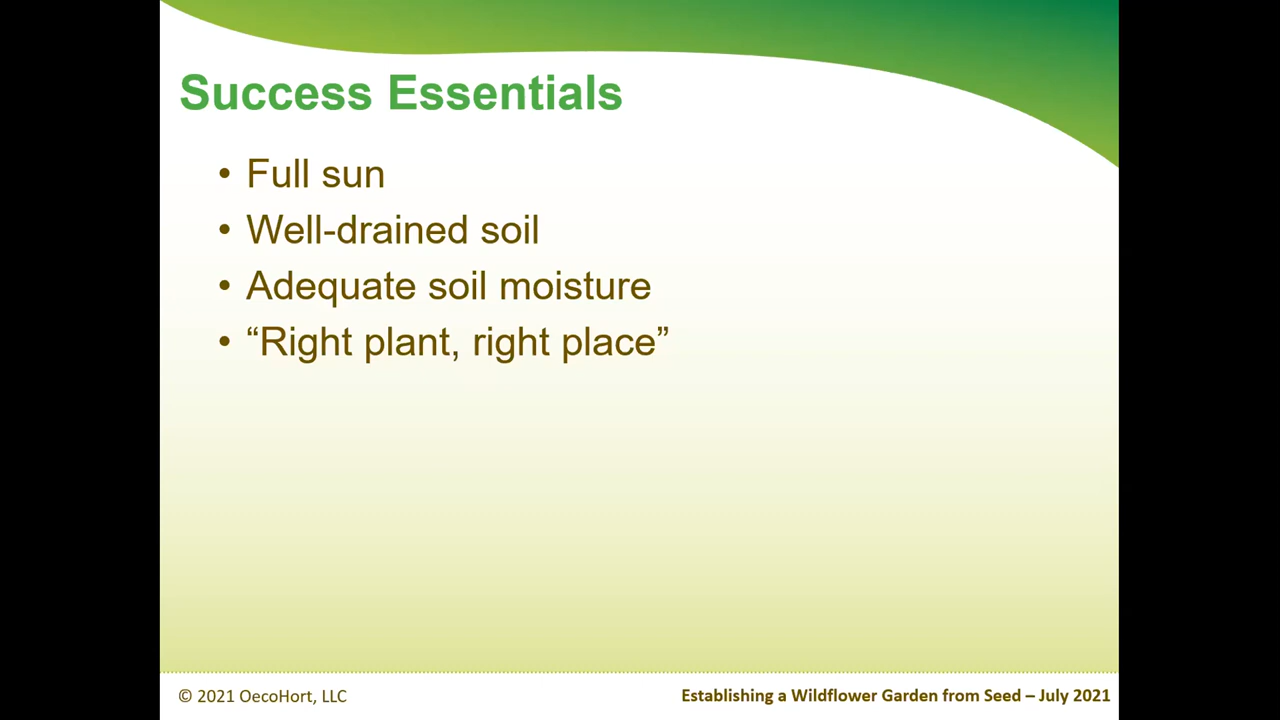 Success Essentials
• Full sun
• Well-drained soil
• Adequate soil moisture
• “Right plant, right place”
© 2021 OecoHort, LLC
Establishing a Wildflower Garden from Seed – July 2021